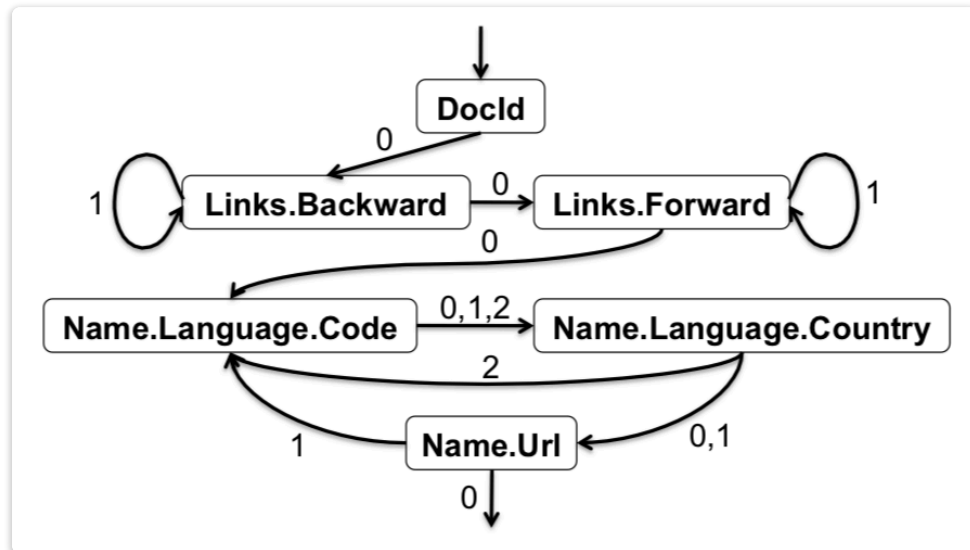 DocId
0
1
Links.Backward
0
Links.Forward
1
0
Name.Language.Code
0,1,2
Name.Language.Country
2
1
Name.Url
0,1
0